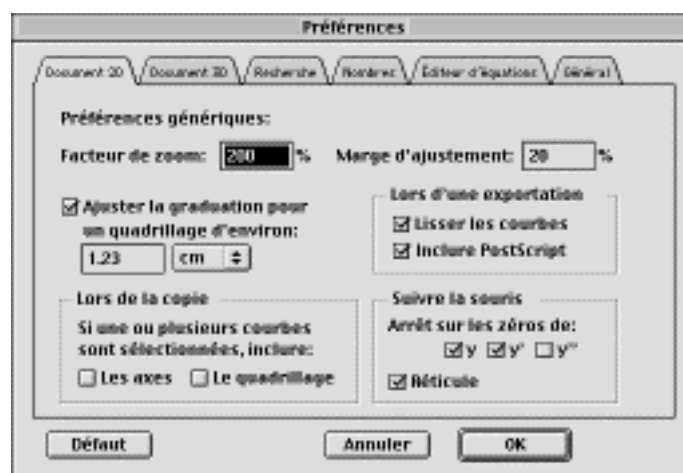 Préférences
Document 2D Document 3D Recherche Nombres Éditeur d'équations Général
Préférences génériques:
Facteur de zoom: 200 % Marge d'ajustement: 20 %
Ajuster la graduation pour
un quadrillage d'environ:
1.23 cm
Lors d'une exportation
Lisser les courbes
Inclure PostScript
Lors de la copie
Si une ou plusieurs courbes
sont sélectionnées, inclure:
Les axes Le quadrillage
Suivre la souris
Arrêt sur les zéros de:
y y' y''
Réticule
Défaut Annuler OK